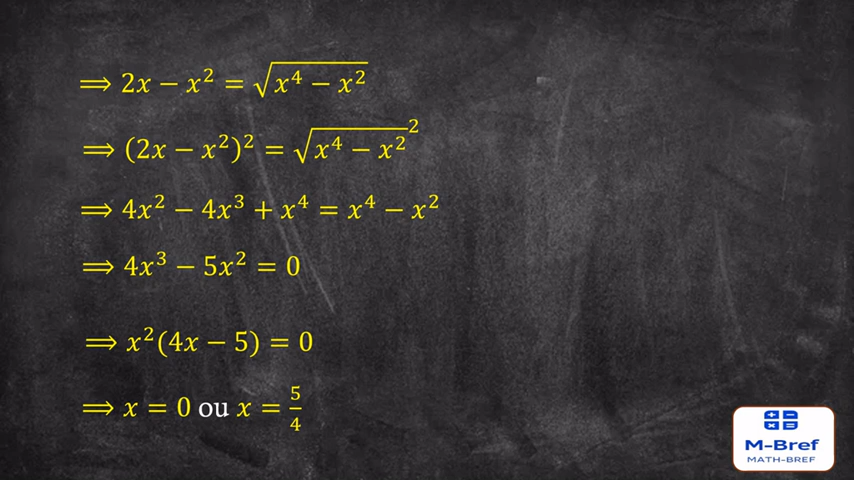 ⟹ 2x − x² = √(x⁴ − x²)
⟹ (2x − x²)² = √(x⁴ − x²)²
⟹ 4x² − 4x³ + x⁴ = x⁴ − x²
⟹ 4x³ − 5x² = 0
⟹ x²(4x − 5) = 0
⟹ x = 0 ou x = 5/4
M-Bref
MATH-BREF